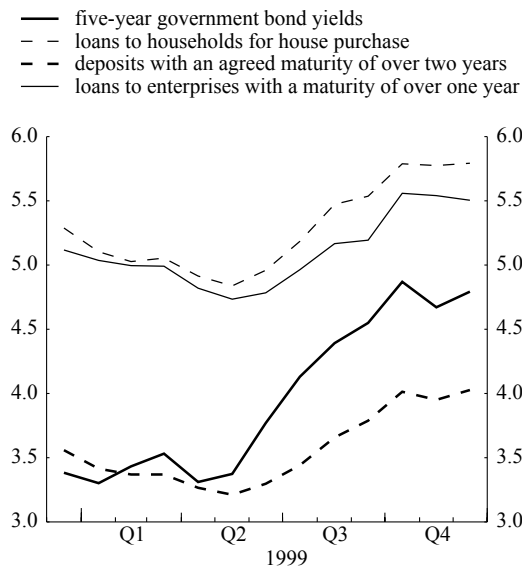 five-year government bond yields
loans to households for house purchase
deposits with an agreed maturity of over two years
loans to enterprises with a maturity of over one year
6.0 6.0
5.5 5.5
5.0 5.0
4.5 4.5
4.0 4.0
3.5 3.5
3.0 3.0
Q1 Q2 Q3 Q4
1999